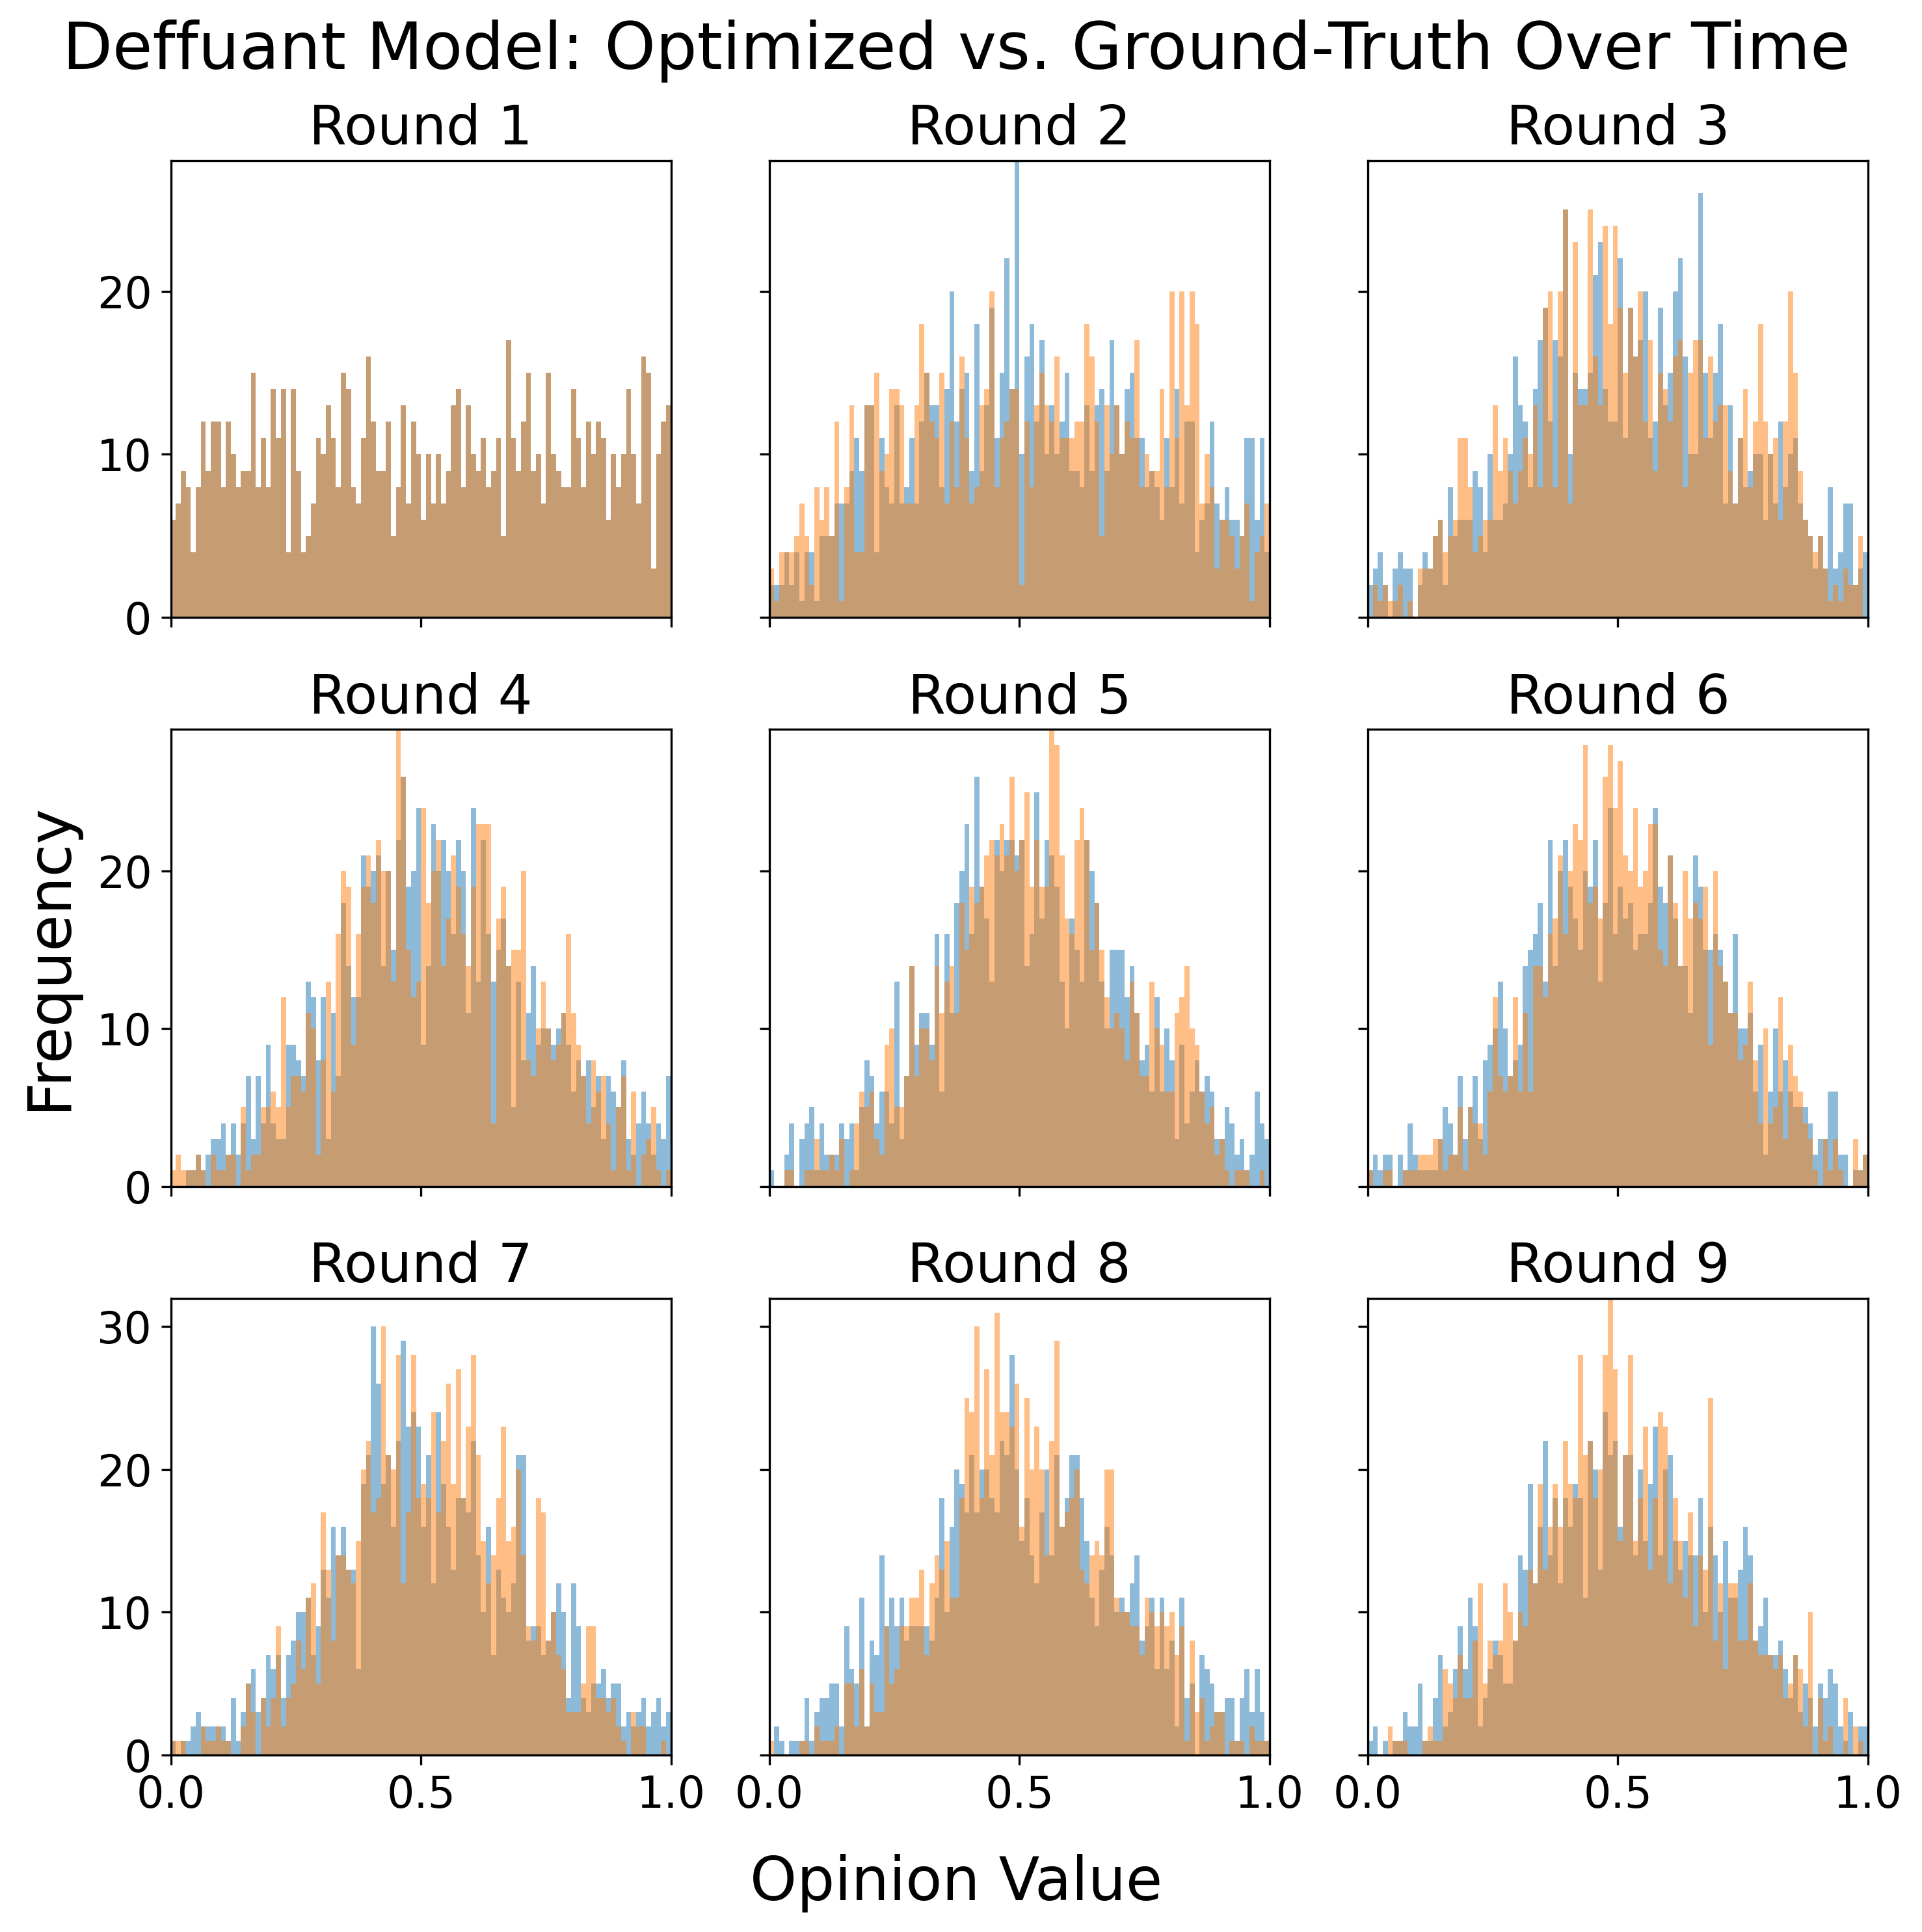 Deffuant Model: Optimized vs. Ground-Truth Over Time
Round 1
Round 2
Round 3
20
10
0
Round 4
Round 5
Round 6
Frequency
20
10
0
Round 7
Round 8
Round 9
30
20
10
0
0.0 0.5 1.0 0.0 0.5 1.0 0.0 0.5 1.0
Opinion Value